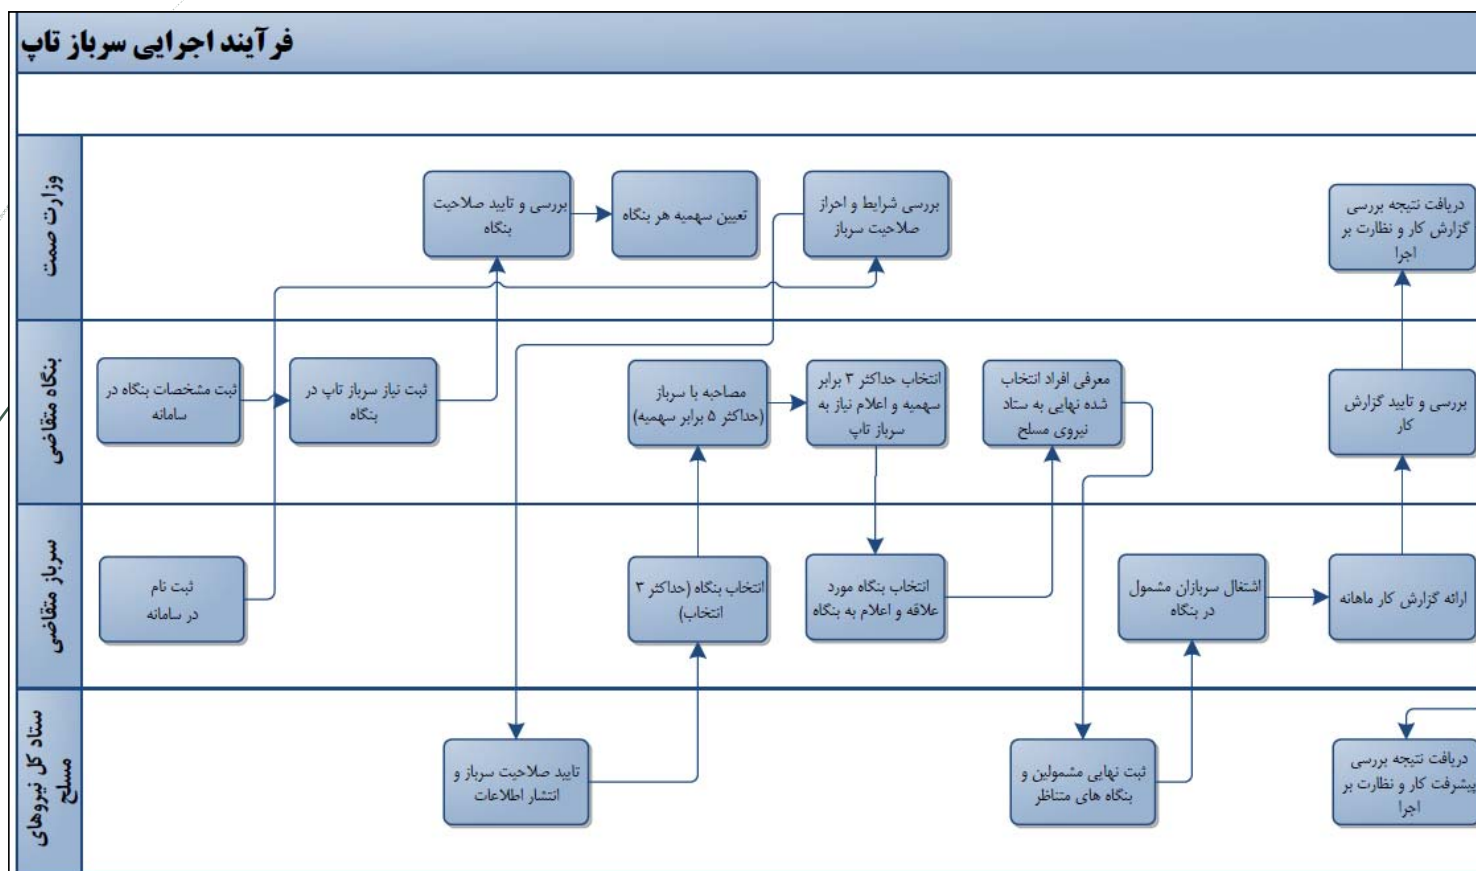 فرآیند اجرایی سرباز تاپ
وزارت صمت
بررسی و تایید صلاحیت
بنگاه
تعیین سهمیه هر بنگاه
بررسی شرایط و احراز
صلاحیت سرباز
دریافت نتیجه بررسی
گزارش کار و نظارت بر
اجرا
بنگاه متقاضی
ثبت مشخصات بنگاه در
سامانه
ثبت نیاز سرباز تاپ در
بنگاه
مصاحبه با سرباز
(حداکثر ۵ برابر سهمیه)
انتخاب حداکثر ۳ برابر
سهمیه و اعلام نیاز به
سرباز تاپ
معرفی افراد انتخاب
شده نهایی به ستاد
نیروی مسلح
بررسی و تایید گزارش
کار
سرباز متقاضی
ثبت نام
در سامانه
انتخاب بنگاه (حداکثر ۳
انتخاب)
انتخاب بنگاه مورد
علاقه و اعلام به بنگاه
اشتغال سربازان مشمول
در بنگاه
ارائه گزارش کار ماهانه
ستاد کل نیروهای
مسلح
تایید صلاحیت سرباز و
انتشار اطلاعات
ثبت نهایی مشمولین و
بنگاه های متناظر
دریافت نتیجه بررسی
پیشرفت کار و نظارت بر
اجرا